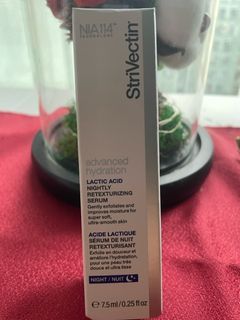 NIA114™
StriVectin®
advanced
hydration
LACTIC ACID
NIGHTLY
RETEXTURIZING
SERUM
Gently exfoliates and
improves moisture for
super soft,
ultra-smooth skin
ACIDE LACTIQUE
SÉRUM DE NUIT
RETEXTURISANT
Exfolie en douceur et
améliore l'hydratation,
pour une peau très
douce et ultra lisse
NIGHT / NUIT
e 7.5 ml / 0.25 fl oz